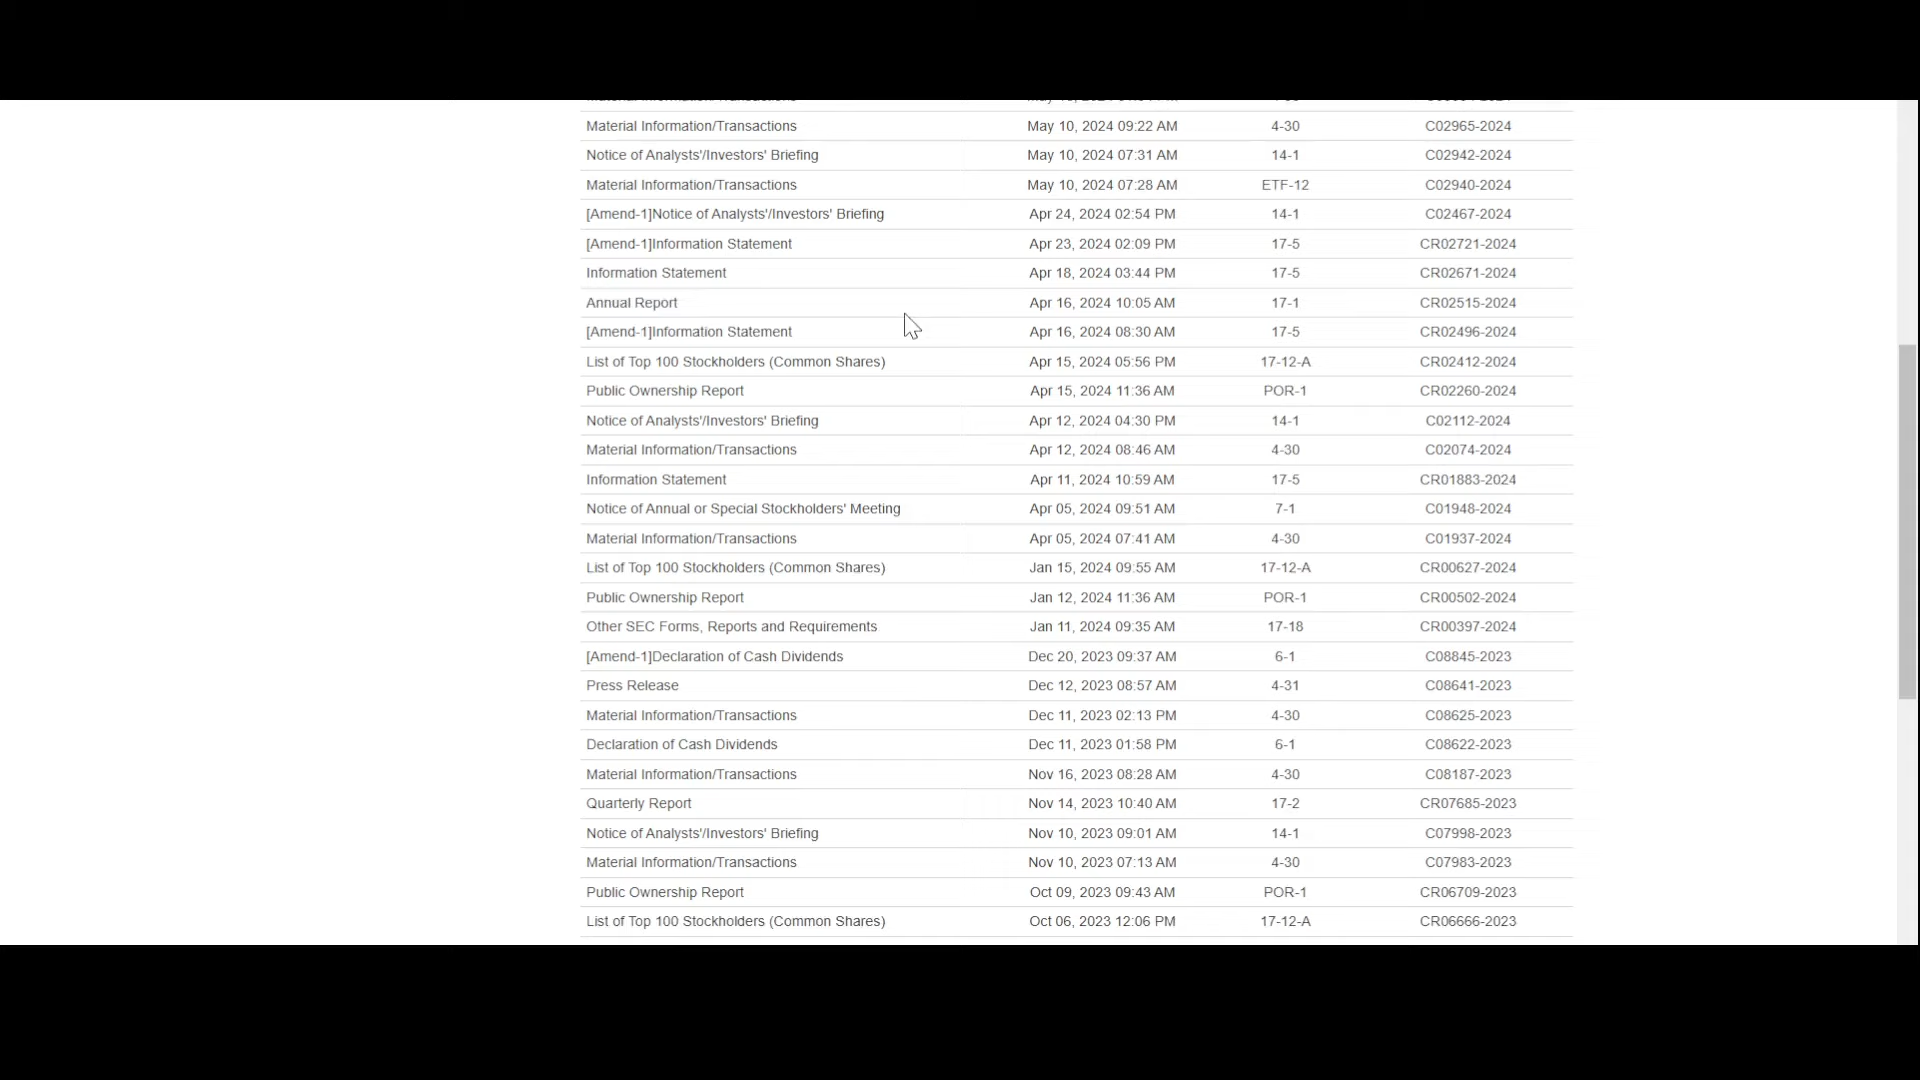 Material Information/Transactions May 10, 2024 09:22 AM 4-30 C02965-2024
Notice of Analysts'/Investors' Briefing May 10, 2024 07:31 AM 14-1 C02942-2024
Material Information/Transactions May 10, 2024 07:28 AM ETF-12 C02940-2024
[Amend-1]Notice of Analysts'/Investors' Briefing Apr 24, 2024 02:54 PM 14-1 C02467-2024
[Amend-1]Information Statement Apr 23, 2024 02:09 PM 17-5 CR02721-2024
Information Statement Apr 18, 2024 03:44 PM 17-5 CR02671-2024
Annual Report Apr 16, 2024 10:05 AM 17-1 CR02515-2024
[Amend-1]Information Statement Apr 16, 2024 08:30 AM 17-5 CR02496-2024
List of Top 100 Stockholders (Common Shares) Apr 15, 2024 05:56 PM 17-12-A CR02412-2024
Public Ownership Report Apr 15, 2024 11:36 AM POR-1 CR02260-2024
Notice of Analysts'/Investors' Briefing Apr 12, 2024 04:30 PM 14-1 C02112-2024
Material Information/Transactions Apr 12, 2024 08:46 AM 4-30 C02074-2024
Information Statement Apr 11, 2024 10:59 AM 17-5 CR01883-2024
Notice of Annual or Special Stockholders' Meeting Apr 05, 2024 09:51 AM 7-1 C01948-2024
Material Information/Transactions Apr 05, 2024 07:41 AM 4-30 C01937-2024
List of Top 100 Stockholders (Common Shares) Jan 15, 2024 09:55 AM 17-12-A CR00627-2024
Public Ownership Report Jan 12, 2024 11:36 AM POR-1 CR00502-2024
Other SEC Forms, Reports and Requirements Jan 11, 2024 09:35 AM 17-18 CR00397-2024
[Amend-1]Declaration of Cash Dividends Dec 20, 2023 09:37 AM 6-1 C08845-2023
Press Release Dec 12, 2023 08:57 AM 4-31 C08641-2023
Material Information/Transactions Dec 11, 2023 02:13 PM 4-30 C08625-2023
Declaration of Cash Dividends Dec 11, 2023 01:58 PM 6-1 C08622-2023
Material Information/Transactions Nov 16, 2023 08:28 AM 4-30 C08187-2023
Quarterly Report Nov 14, 2023 10:40 AM 17-2 CR07685-2023
Notice of Analysts'/Investors' Briefing Nov 10, 2023 09:01 AM 14-1 C07998-2023
Material Information/Transactions Nov 10, 2023 07:13 AM 4-30 C07983-2023
Public Ownership Report Oct 09, 2023 09:43 AM POR-1 CR06709-2023
List of Top 100 Stockholders (Common Shares) Oct 06, 2023 12:06 PM 17-12-A CR06666-2023